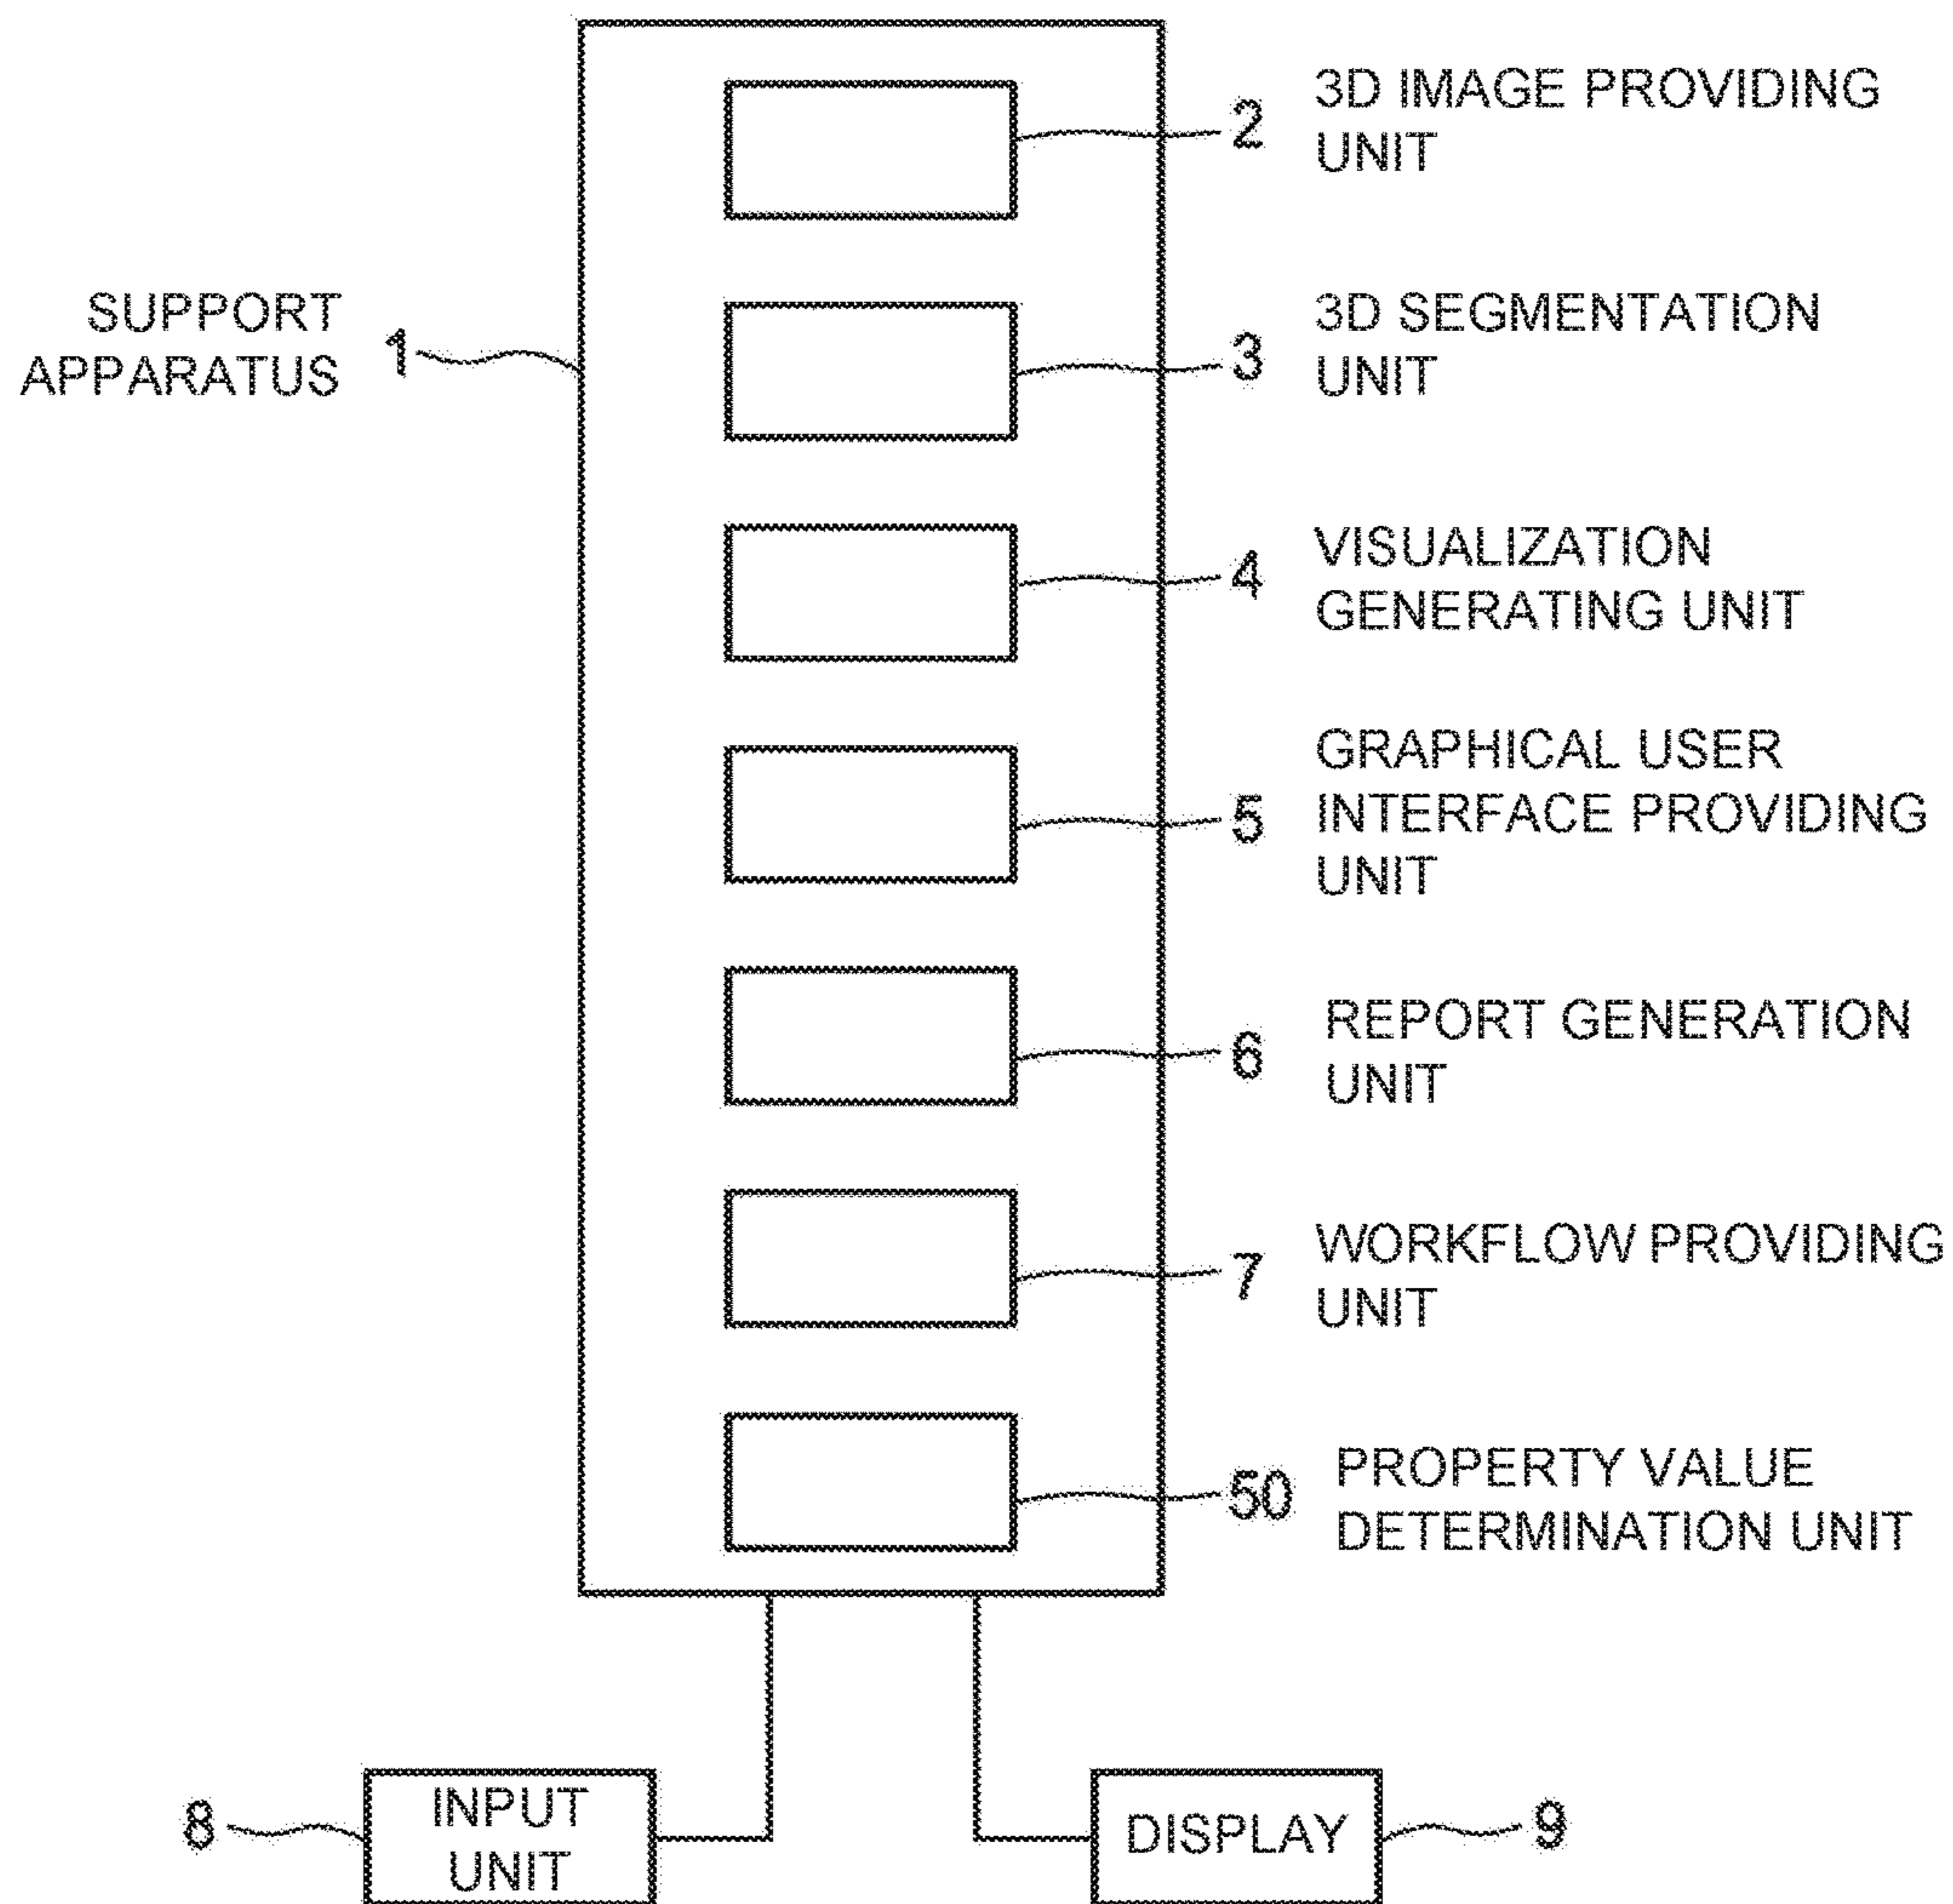 2 3D IMAGE PROVIDING
UNIT
SUPPORT
APPARATUS 1
3 3D SEGMENTATION
UNIT
4 VISUALIZATION
GENERATING UNIT
5 GRAPHICAL USER
INTERFACE PROVIDING
UNIT
6 REPORT GENERATION
UNIT
7 WORKFLOW PROVIDING
UNIT
50 PROPERTY VALUE
DETERMINATION UNIT
8 INPUT
UNIT
DISPLAY 9